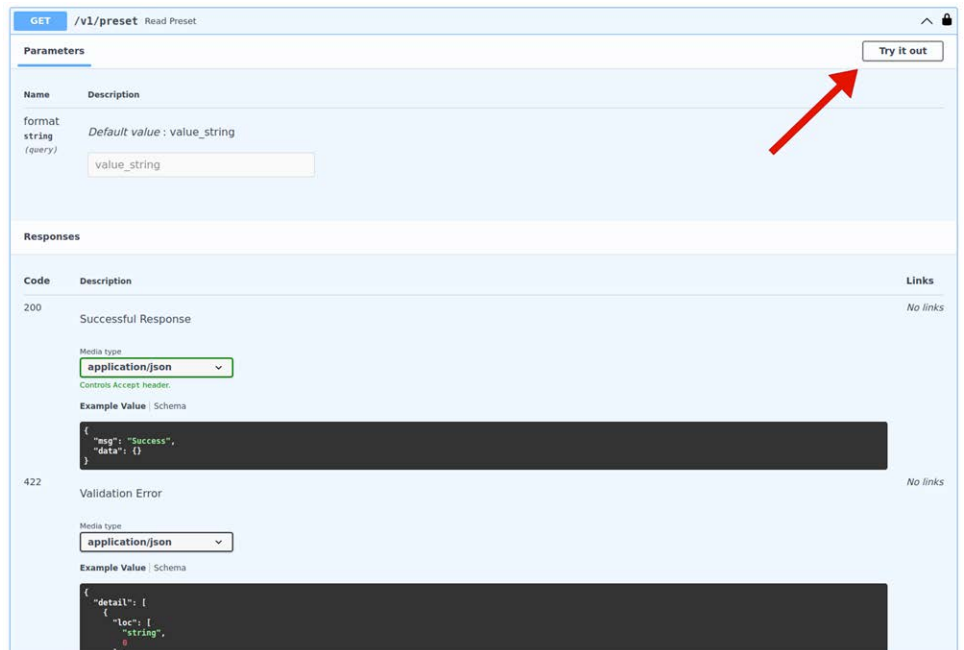 GET /v1/preset Read Preset
Parameters
Try it out
Name Description
format
string
(query)
Default value : value_string
value_string
Responses
Code Description Links
200
Successful Response
No links
Media type
application/json
Controls Accept header.
Example Value | Schema
{
"msg": "Success",
"data": {}
}
422
Validation Error
No links
Media type
application/json
Example Value | Schema
{
"detail": [
{
"loc": [
"string",
0